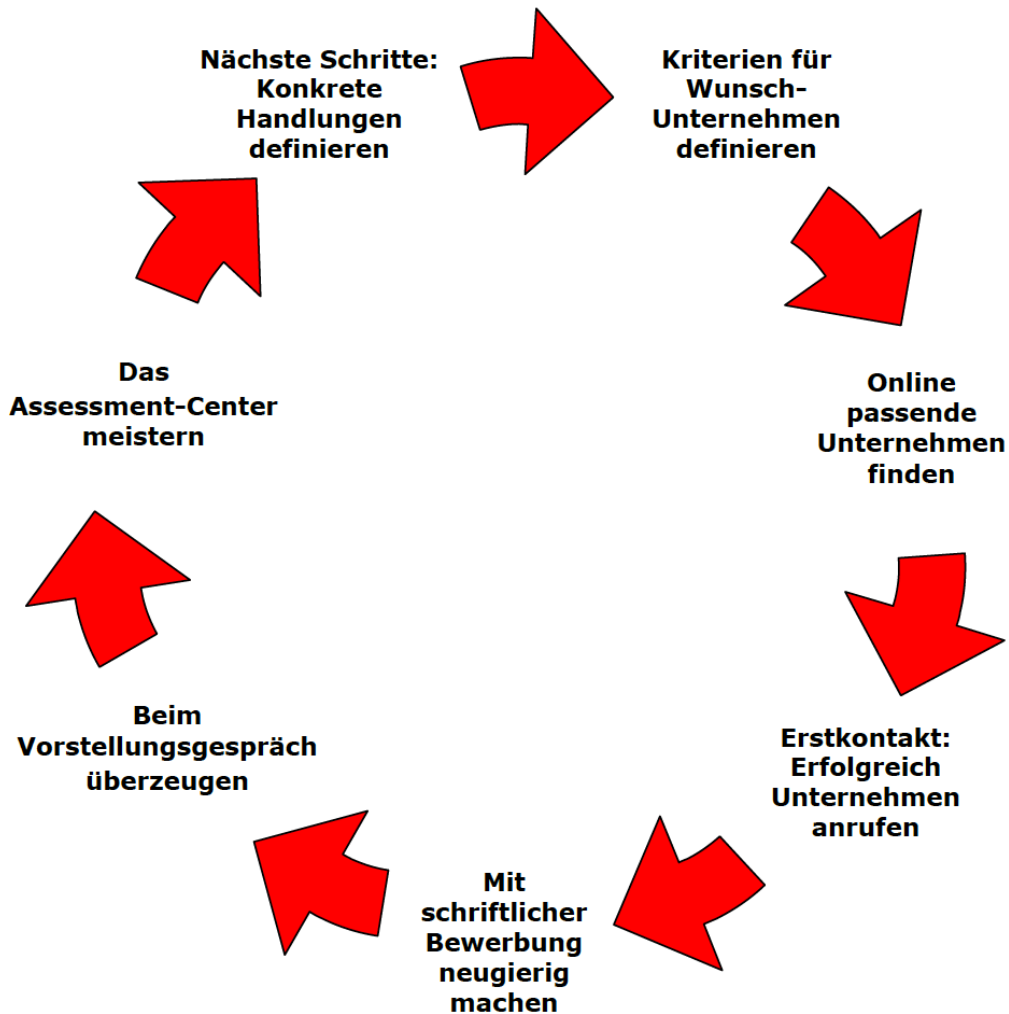 Nächste Schritte:
Konkrete
Handlungen
definieren
Kriterien für
Wunsch-
Unternehmen
definieren
Online
passende
Unternehmen
finden
Erstkontakt:
Erfolgreich
Unternehmen
anrufen
Mit
schriftlicher
Bewerbung
neugierig
machen
Beim
Vorstellungsgespräch
überzeugen
Das
Assessment-Center
meistern